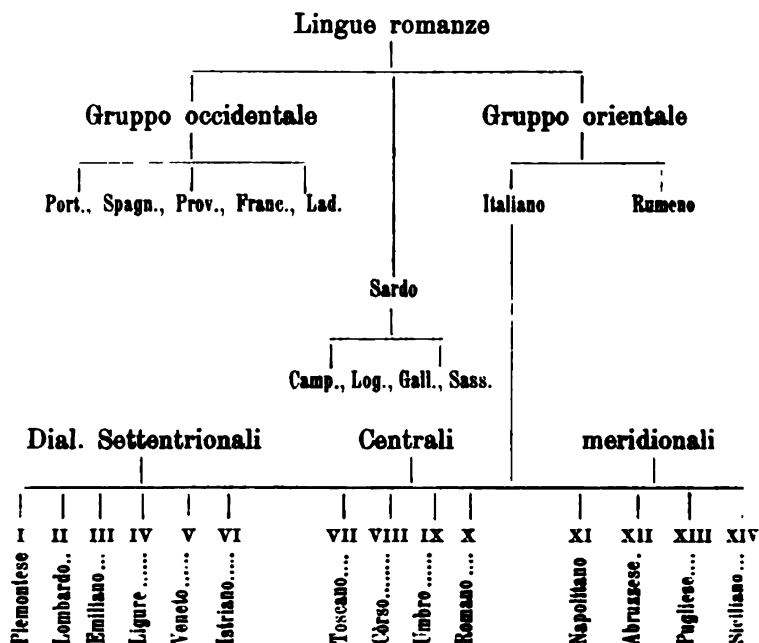 Lingue romanze
Gruppo occidentale Gruppo orientale
Port., Spagn., Prov., Franc., Lad. Italiano Rumeno
Sardo
Camp., Log., Gall., Sass.
Dial. Settentrionali Centrali meridionali
I II III IV V VI VII VIII IX X XI XII XIII XIV
Piemontese
Lombardo..
Emiliano...
Ligure......
Veneto......
Istriano.....
Toscano....
Còrso........
Umbro......
Romano....
Napolitano
Abruzzese.
Pugliese....
Siciliano...